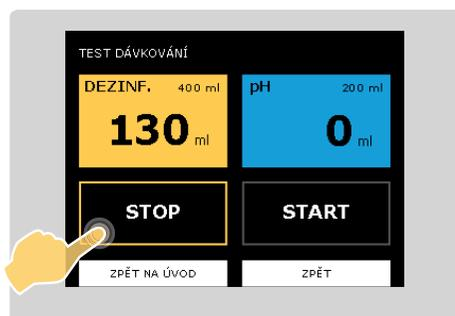 TEST DÁVKOVÁNÍ
DEZINF. 400 ml
130 ml
pH 200 ml
0 ml
STOP
START
ZPĚT NA ÚVOD
ZPĚT